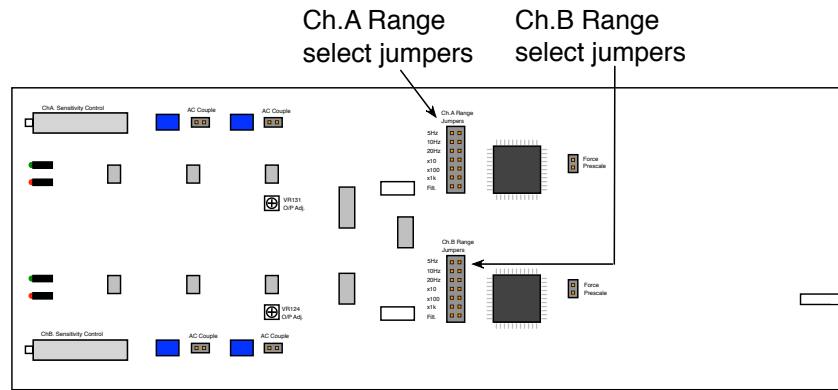 Ch.A Range
select jumpers
Ch.B Range
select jumpers
ChA. Sensitivity Control
AC Couple
AC Couple
Ch.A Range
Jumpers
5Hz
10Hz
20Hz
x10
x100
x1k
Filt.
Force
Prescale
VR131
O/P Adj.
Ch.B Range
Jumpers
5Hz
10Hz
20Hz
x10
x100
x1k
Filt.
Force
Prescale
VR124
O/P Adj.
ChB. Sensitivity Control
AC Couple
AC Couple